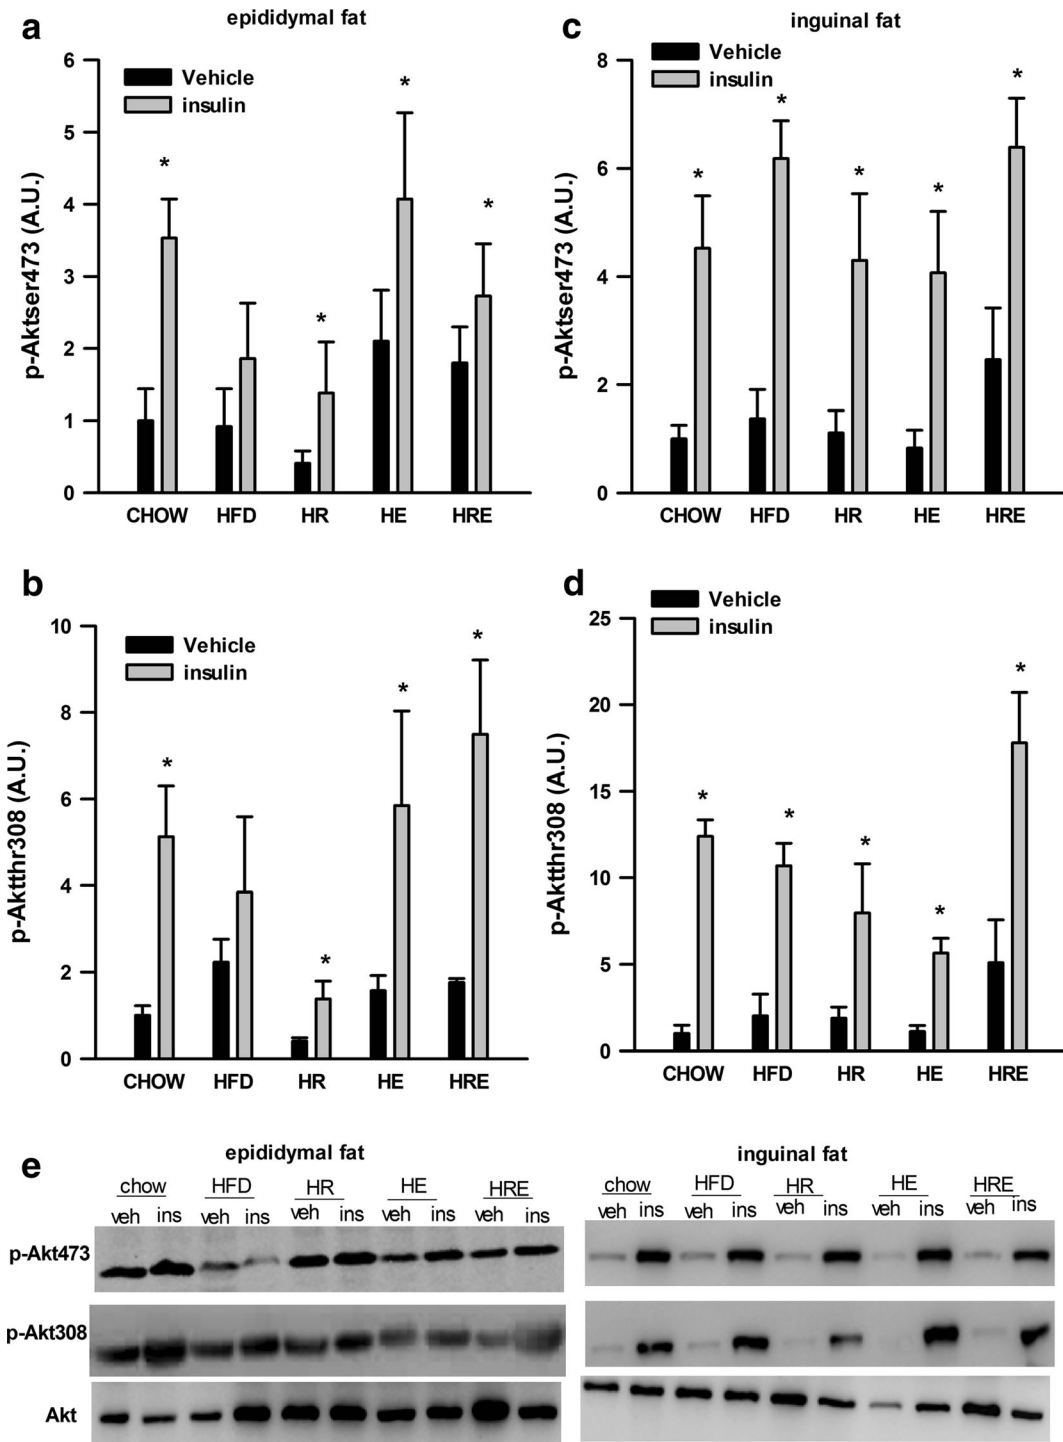 a
epididymal fat
Vehicle
insulin
p-Aktser473 (A.U.)
6
5
4
3
2
1
0
* * * *
CHOW HFD HR HE HRE
c
inguinal fat
Vehicle
insulin
p-Aktser473 (A.U.)
8
6
4
2
0
* * * * *
CHOW HFD HR HE HRE
b
Vehicle
insulin
p-Aktthr308 (A.U.)
10
8
6
4
2
0
* * * *
CHOW HFD HR HE HRE
d
Vehicle
insulin
p-Aktthr308 (A.U.)
25
20
15
10
5
0
* * * * *
CHOW HFD HR HE HRE
e
epididymal fat
chow HFD HR HE HRE
veh ins veh ins veh ins veh ins veh ins
inguinal fat
chow HFD HR HE HRE
veh ins veh ins veh ins veh ins veh ins
p-Akt473
p-Akt308
Akt